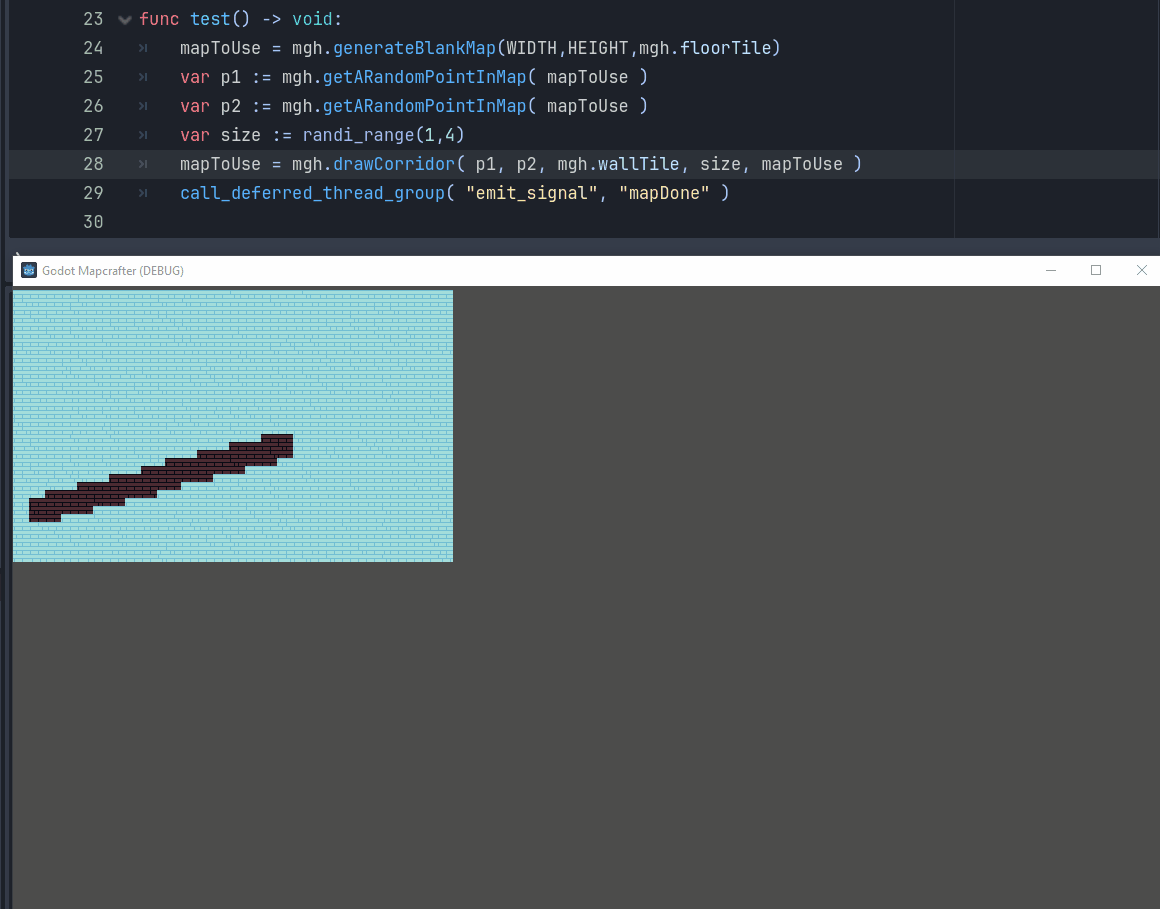 23 func test() -> void:
24 mapToUse = mgh.generateBlankMap(WIDTH,HEIGHT,mgh.floorTile)
25 var p1 := mgh.getARandomPointInMap( mapToUse )
26 var p2 := mgh.getARandomPointInMap( mapToUse )
27 var size := randi_range(1,4)
28 mapToUse = mgh.drawCorridor( p1, p2, mgh.wallTile, size, mapToUse )
29 call_deferred_thread_group( "emit_signal", "mapDone" )
30
Godot Mapcrafter (DEBUG)